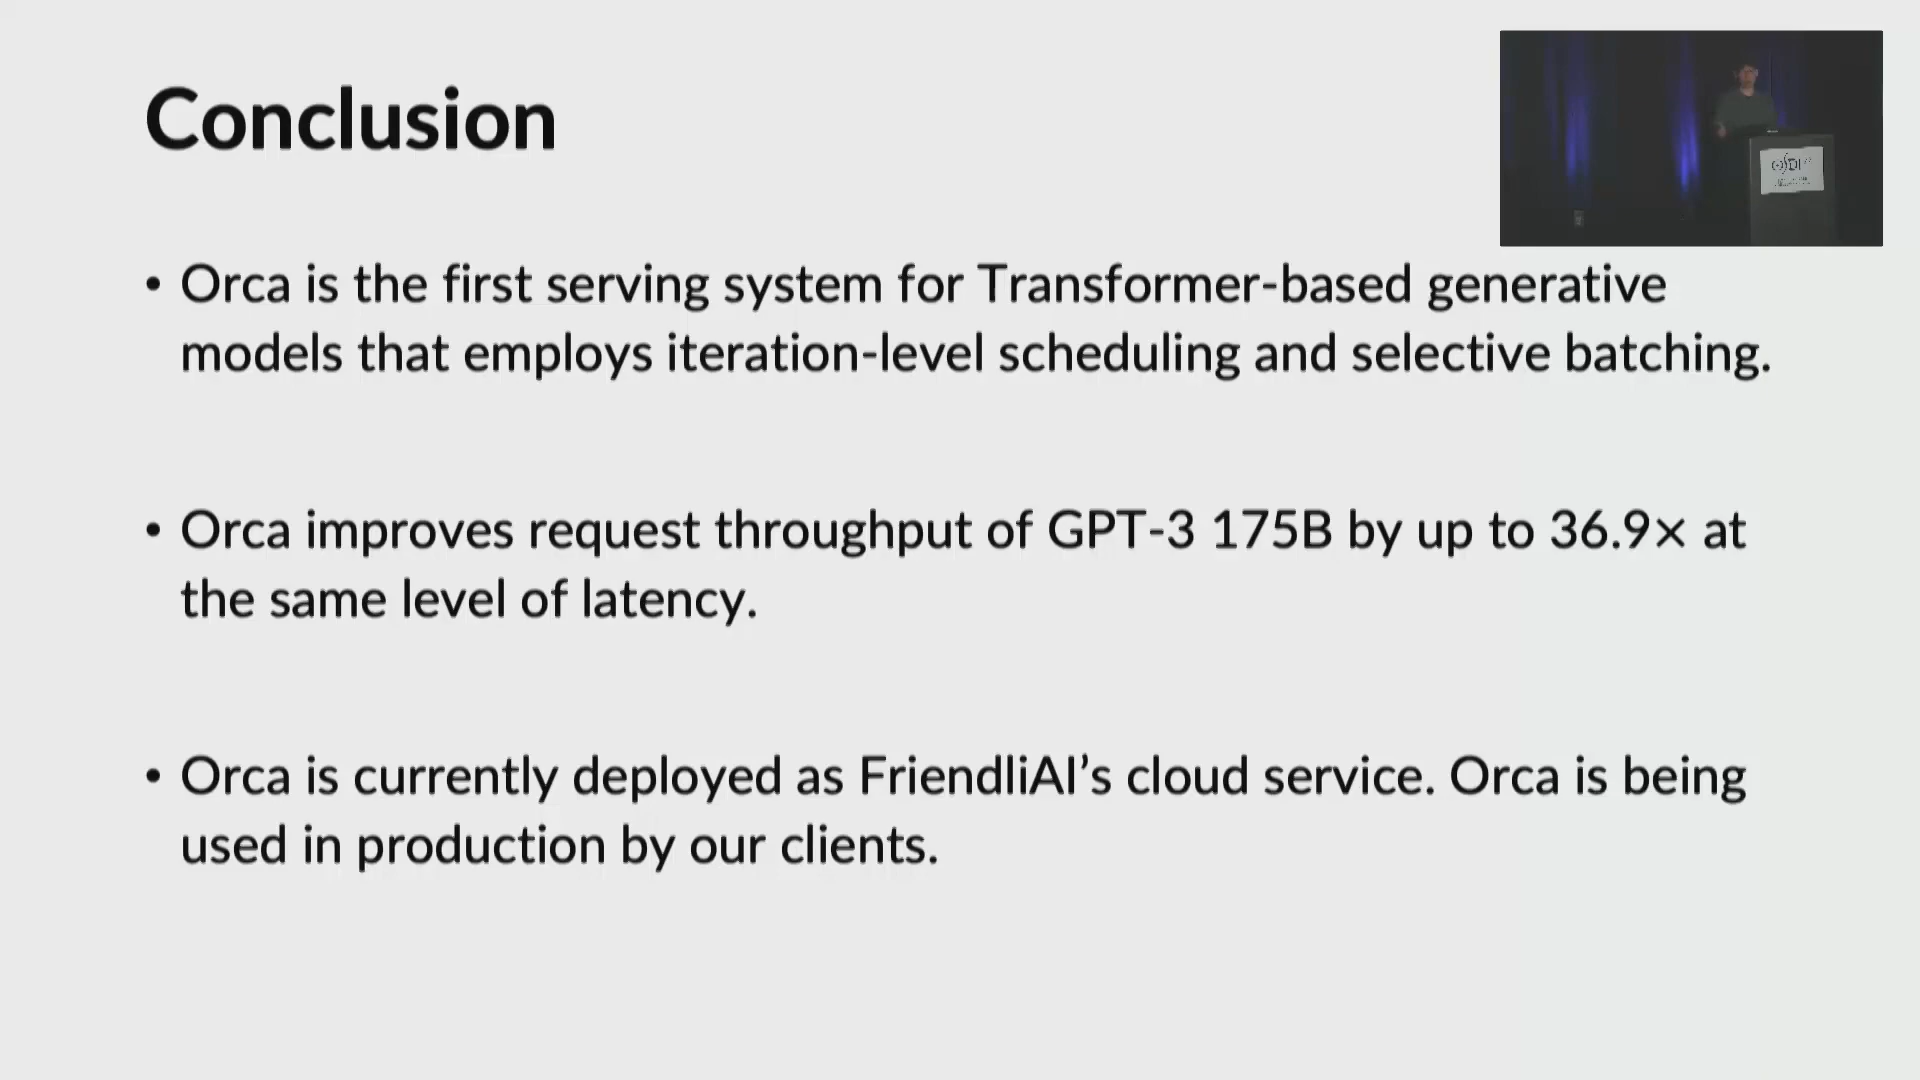 Conclusion
• Orca is the first serving system for Transformer-based generative
models that employs iteration-level scheduling and selective batching.
• Orca improves request throughput of GPT-3 175B by up to 36.9× at
the same level of latency.
• Orca is currently deployed as FriendliAI’s cloud service. Orca is being
used in production by our clients.
OSDI